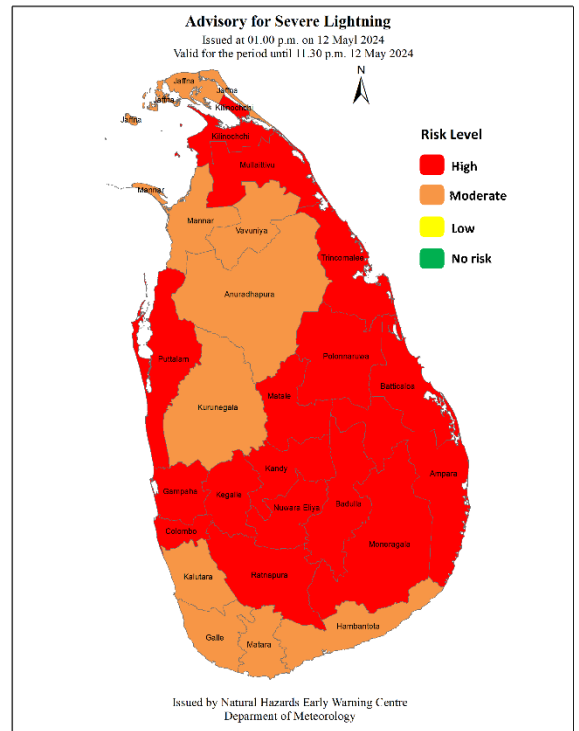 Advisory for Severe Lightning
Issued at 01.00 p.m. on 12 Mayl 2024
Valid for the period until 11.30 p.m. 12 May 2024
N
Jaffna
Jaffna
Jaffna
Jaffna
Kilinochchi
Kilinochchi
Mullaittivu
Mannar
Mannar
Vavuniya
Trincomalee
Anuradhapura
Puttalam
Polonnaruwa
Batticaloa
Matale
Kurunegala
Kandy
Ampara
Gampaha
Kegalle
Nuwara Eliya
Badulla
Colombo
Moneragala
Kalutara
Ratnapura
Hambantota
Galle
Matara
Risk Level
High
Moderate
Low
No risk
Issued by Natural Hazards Early Warning Centre
Deparment of Meteorology